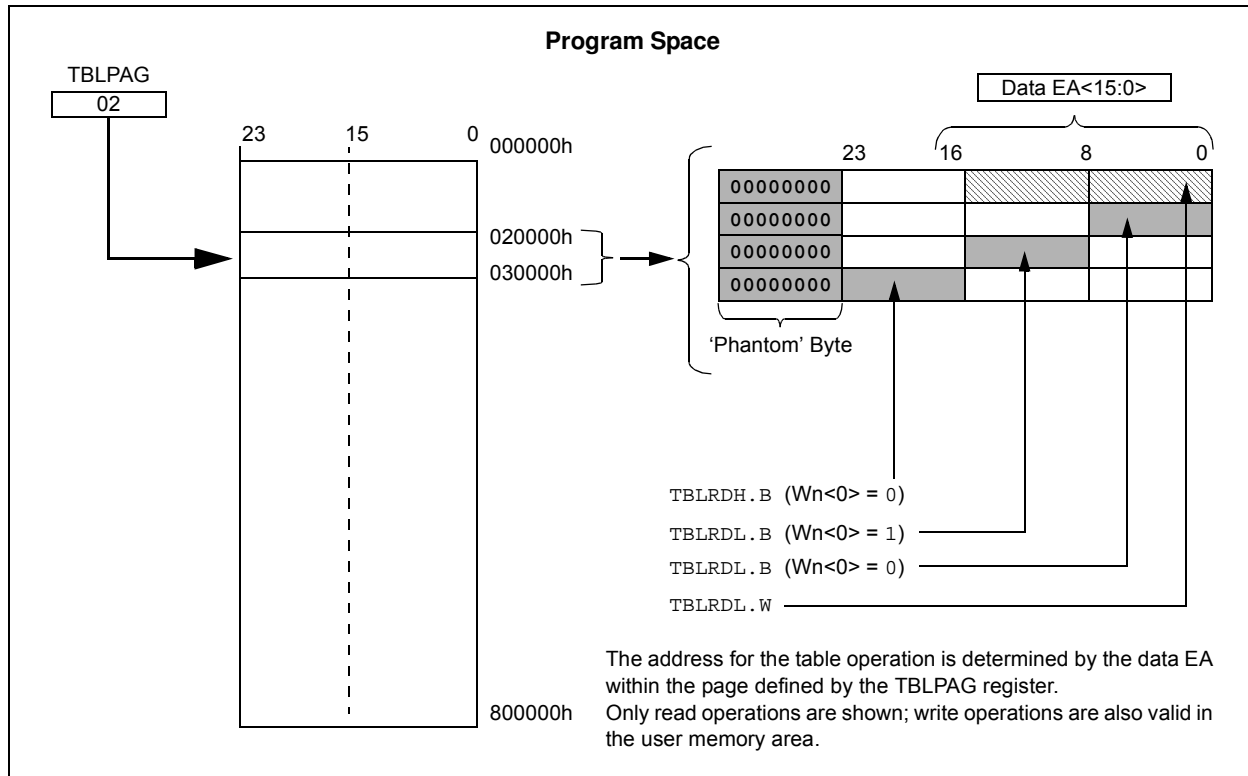 Program Space
TBLPAG
02
Data EA<15:0>
23 15 0
000000h
23 16 8 0
00000000
00000000
020000h
00000000
030000h
00000000
‘Phantom’ Byte
TBLRDH.B (Wn<0> = 0)
TBLRDL.B (Wn<0> = 1)
TBLRDL.B (Wn<0> = 0)
TBLRDL.W
The address for the table operation is determined by the data EA
within the page defined by the TBLPAG register.
800000h
Only read operations are shown; write operations are also valid in
the user memory area.